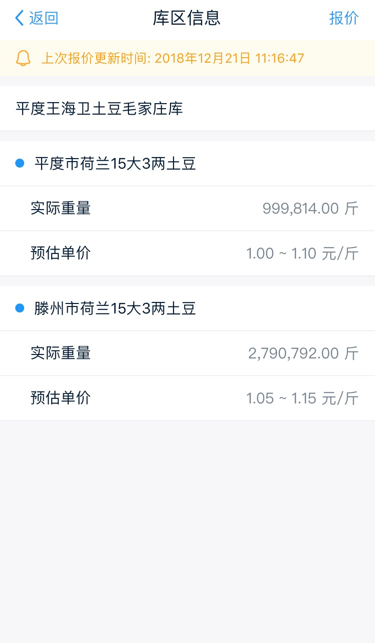 返回 库区信息 报价
上次报价更新时间: 2018年12月21日 11:16:47
平度王海卫土豆毛家庄库
平度市荷兰15大3两土豆
实际重量 999,814.00 斤
预估单价 1.00 ~ 1.10 元/斤
滕州市荷兰15大3两土豆
实际重量 2,790,792.00 斤
预估单价 1.05 ~ 1.15 元/斤